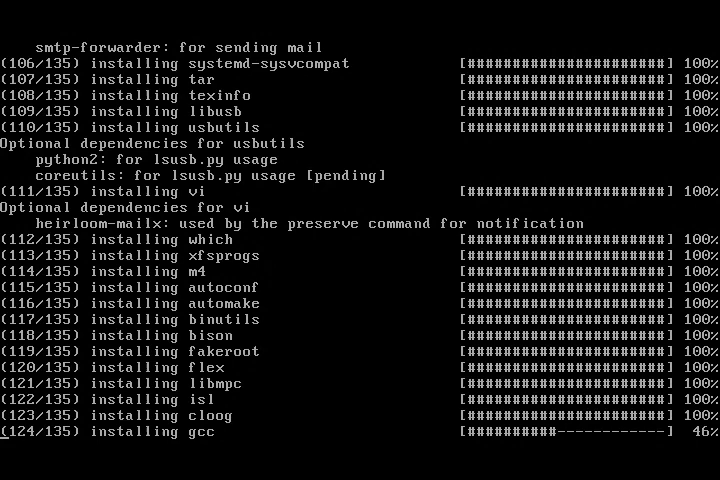 smtp-forwarder: for sending mail
(106/135) installing systemd-sysvcompat [######################] 100%
(107/135) installing tar [######################] 100%
(108/135) installing texinfo [######################] 100%
(109/135) installing libusb [######################] 100%
(110/135) installing usbutils [######################] 100%
Optional dependencies for usbutils
    python2: for lsusb.py usage
    coreutils: for lsusb.py usage [pending]
(111/135) installing vi [######################] 100%
Optional dependencies for vi
    heirloom-mailx: used by the preserve command for notification
(112/135) installing which [######################] 100%
(113/135) installing xfsprogs [######################] 100%
(114/135) installing m4 [######################] 100%
(115/135) installing autoconf [######################] 100%
(116/135) installing automake [######################] 100%
(117/135) installing binutils [######################] 100%
(118/135) installing bison [######################] 100%
(119/135) installing fakeroot [######################] 100%
(120/135) installing flex [######################] 100%
(121/135) installing libmpc [######################] 100%
(122/135) installing isl [######################] 100%
(123/135) installing cloog [######################] 100%
(124/135) installing gcc [##########------------] 46%